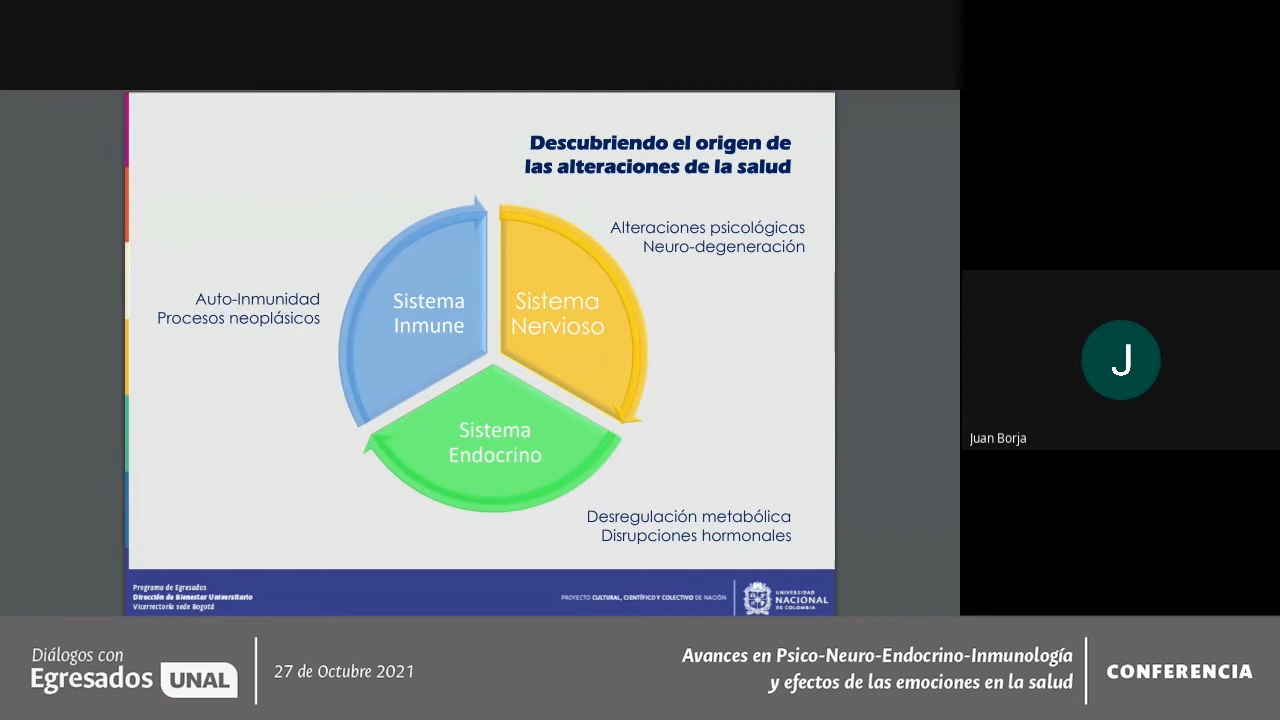 Descubriendo el origen de
las alteraciones de la salud
Alteraciones psicológicas
Neuro-degeneración
Auto-Inmunidad
Procesos neoplásicos
Sistema
Inmune
Sistema
Nervioso
Sistema
Endocrino
Desregulación metabólica
Disrupciones hormonales
J
Juan Borja
Programa de Egresados
Dirección de Bienestar Universitario
Vicerrectoría sede Bogotá
PROYECTO CULTURAL, CIENTÍFICO Y COLECTIVO DE NACIÓN
UNIVERSIDAD
NACIONAL
DE COLOMBIA
Diálogos con
Egresados UNAL
27 de Octubre 2021
Avances en Psico-Neuro-Endocrino-Inmunología
y efectos de las emociones en la salud
CONFERENCIA